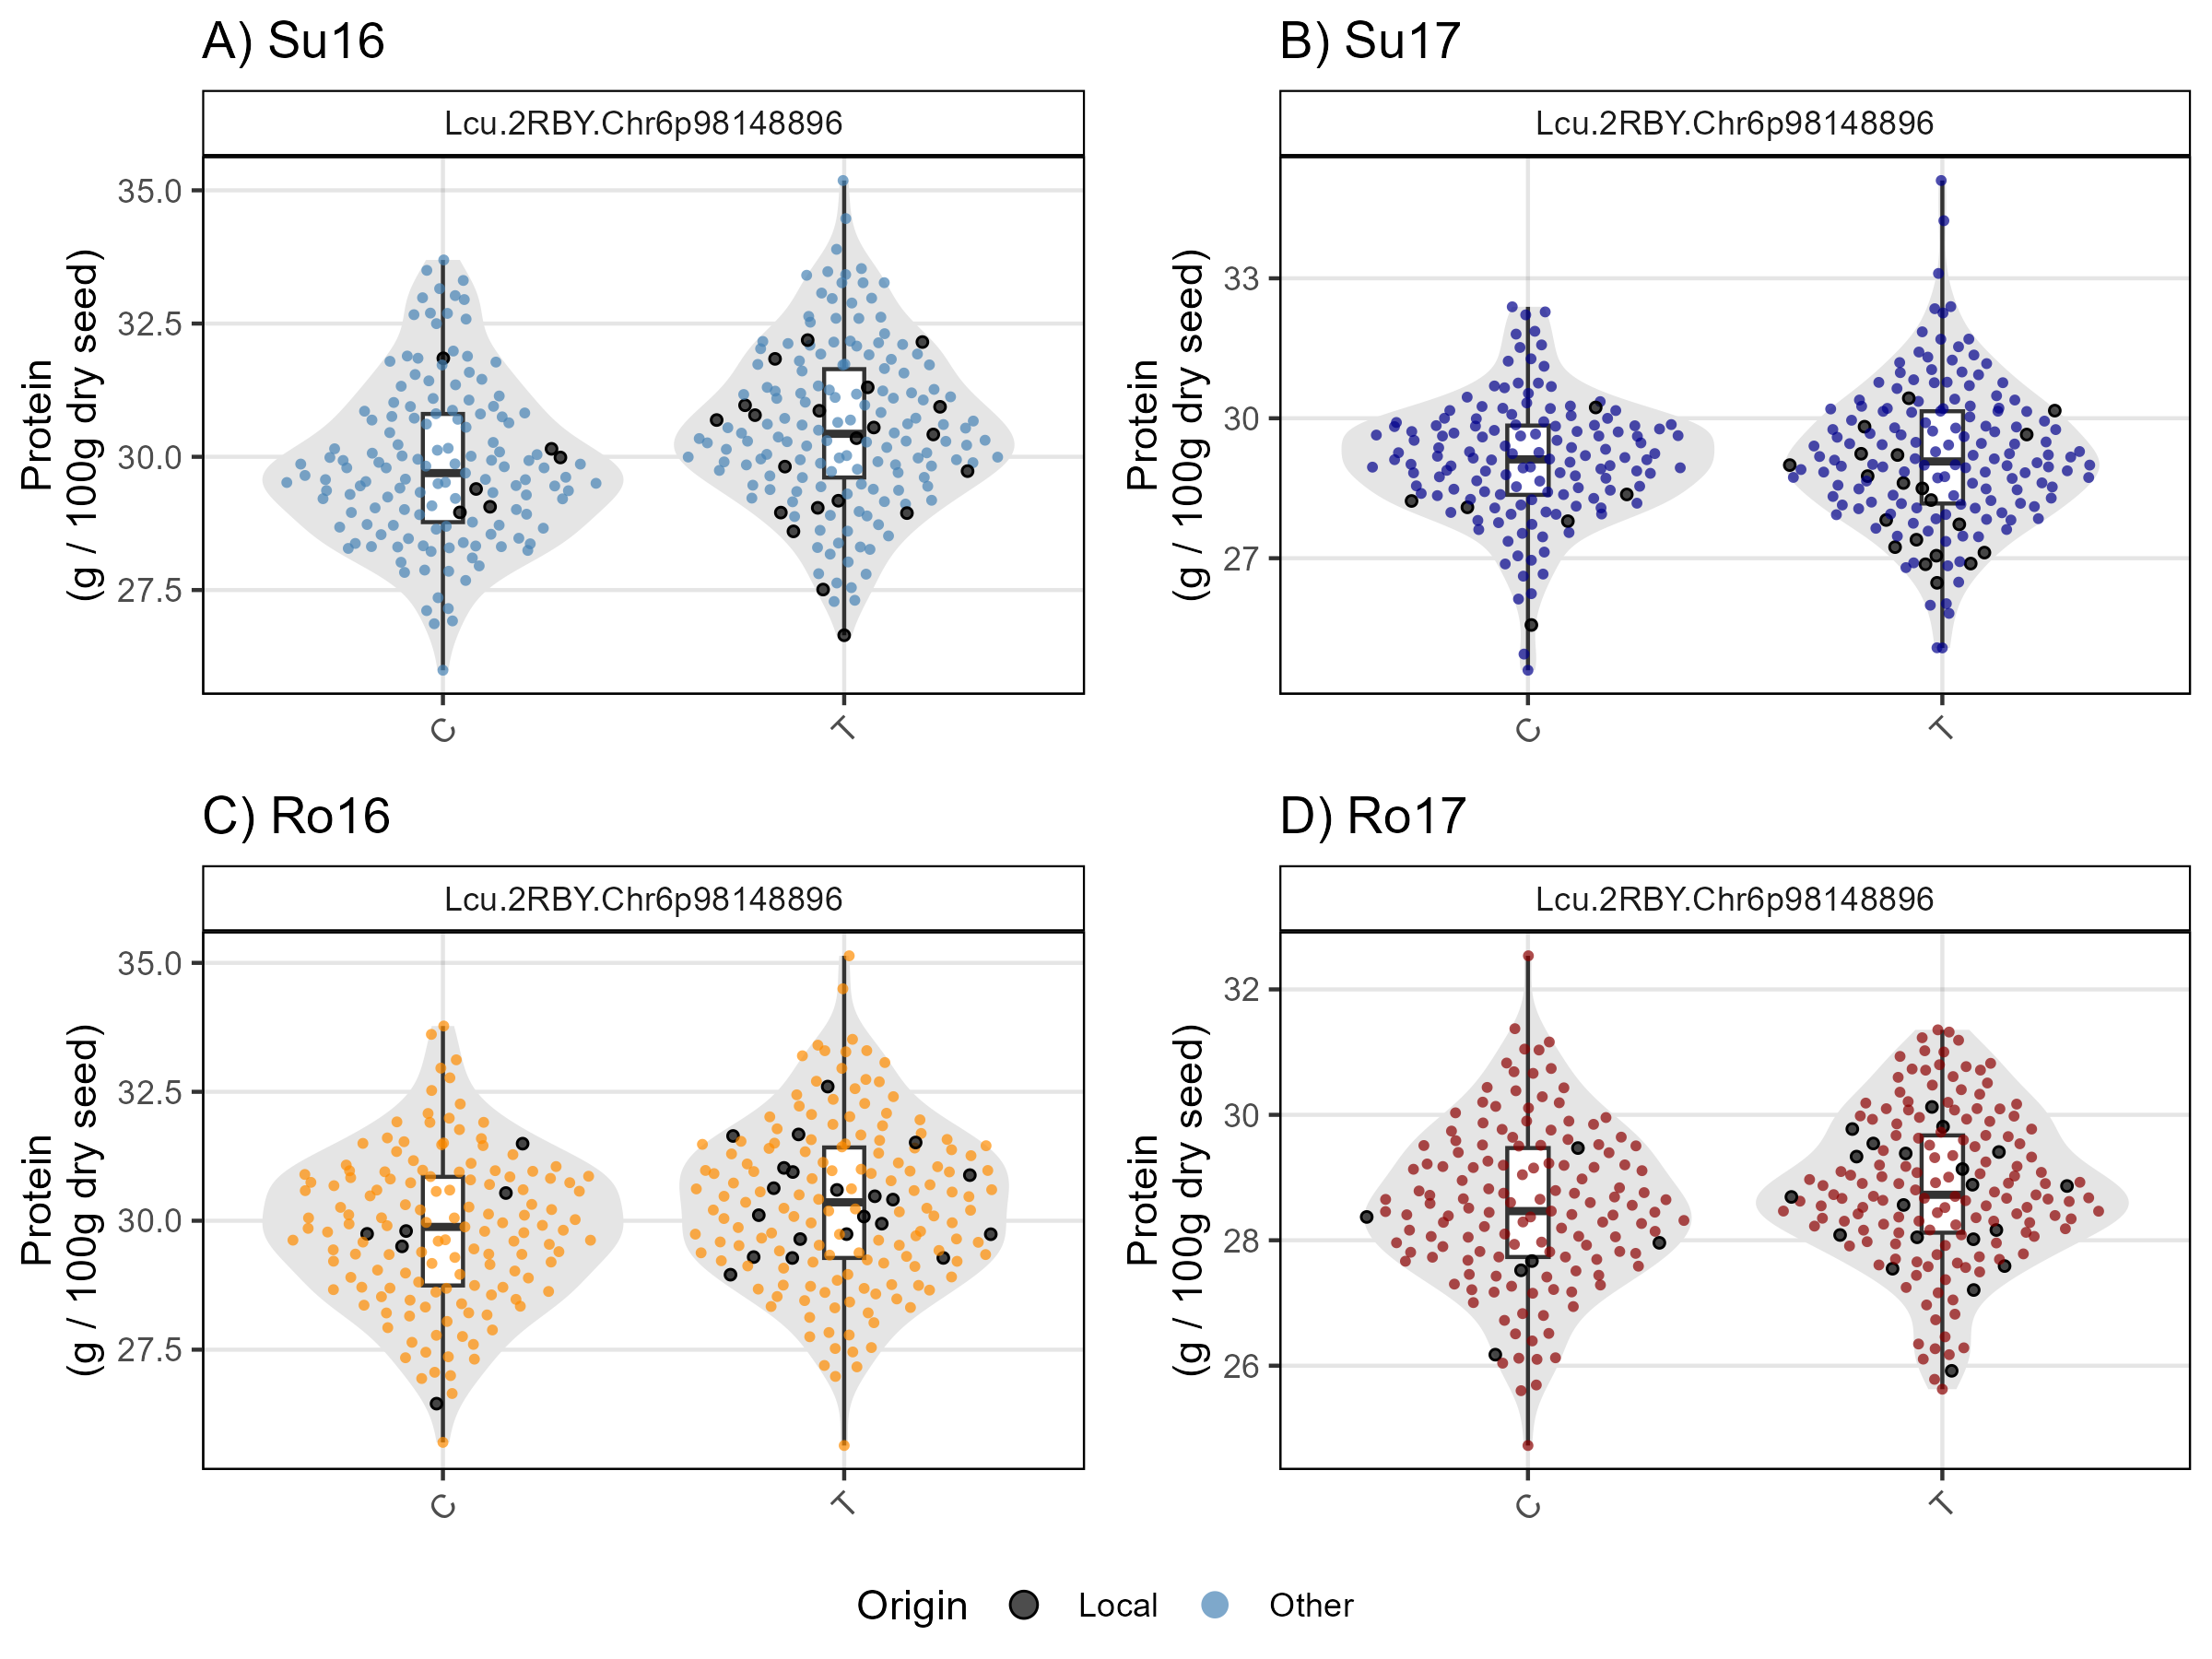 A) Su16
Lcu.2RBY.Chr6p98148896
Protein
(g / 100g dry seed)
35.0
32.5
30.0
27.5
C
T
B) Su17
Lcu.2RBY.Chr6p98148896
Protein
(g / 100g dry seed)
33
30
27
C
T
C) Ro16
Lcu.2RBY.Chr6p98148896
Protein
(g / 100g dry seed)
35.0
32.5
30.0
27.5
C
T
D) Ro17
Lcu.2RBY.Chr6p98148896
Protein
(g / 100g dry seed)
32
30
28
26
C
T
Origin Local Other